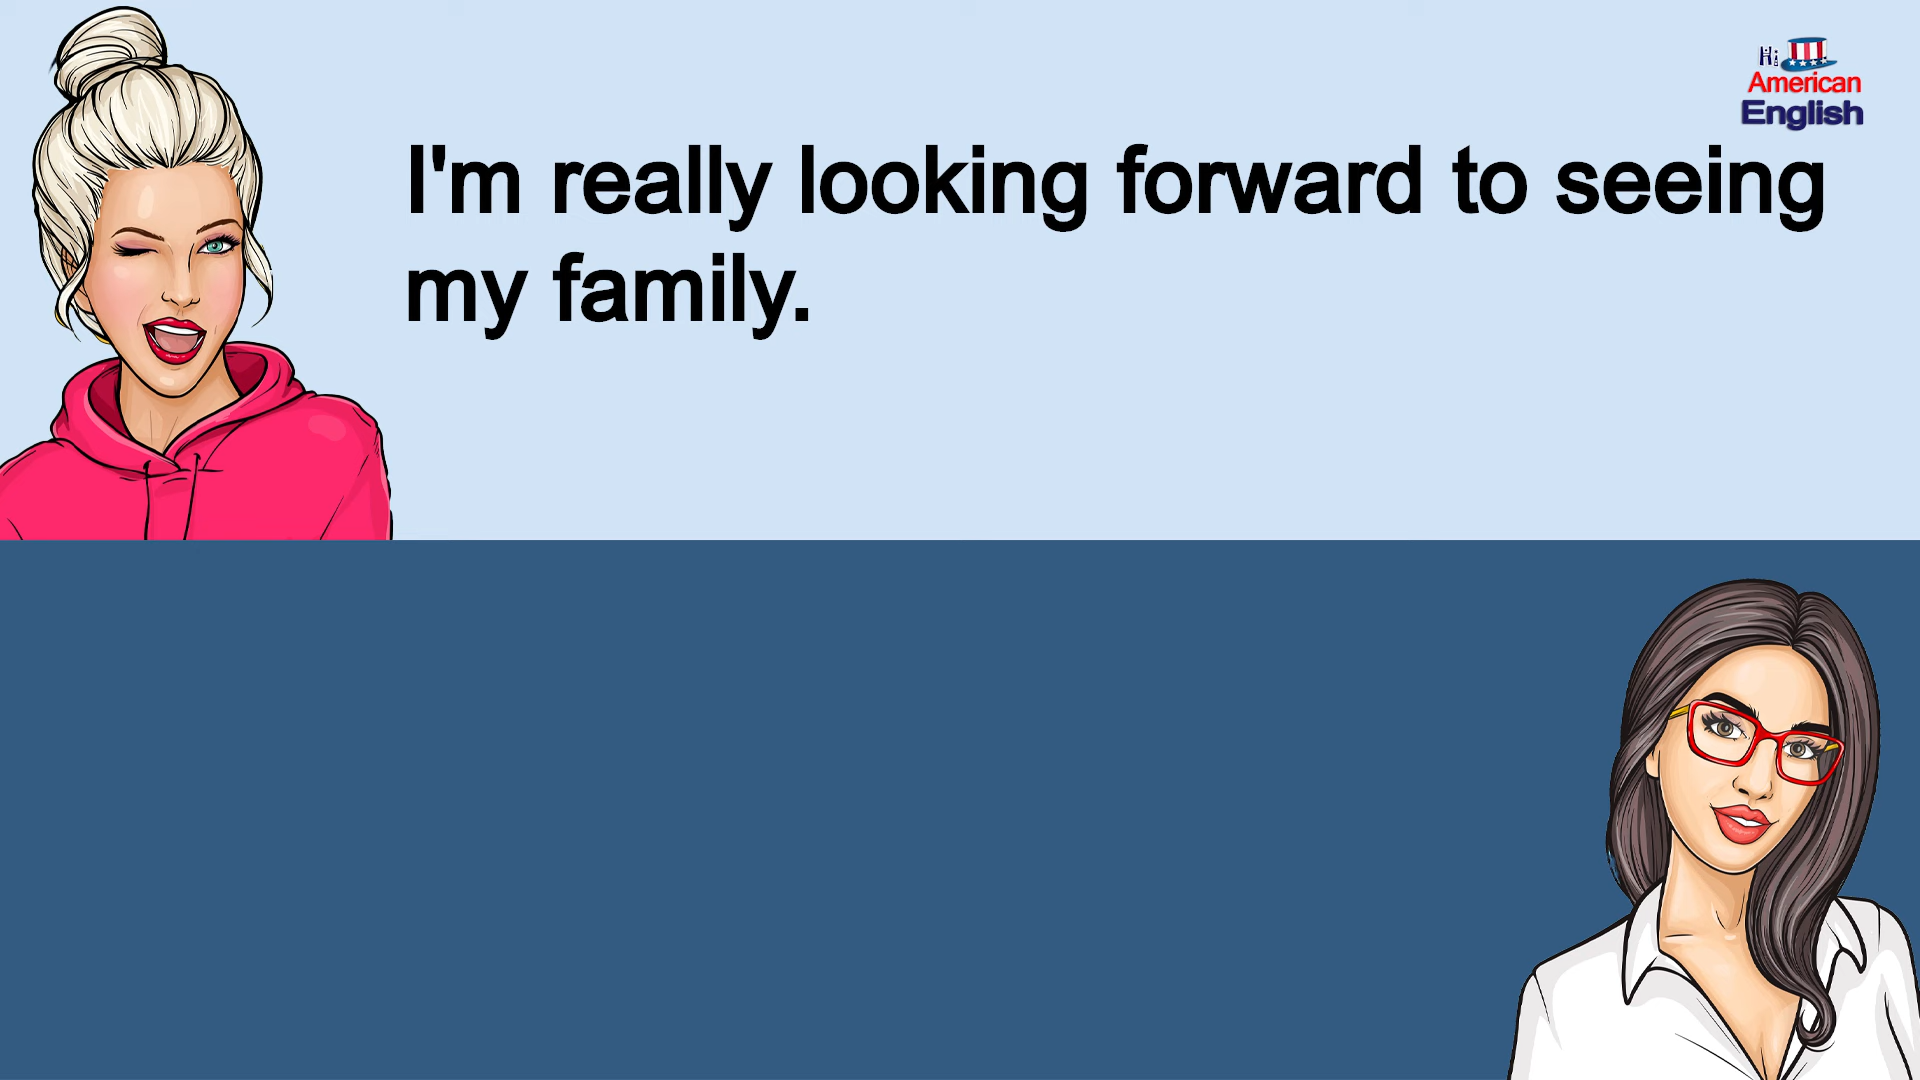 Hi
American
English
I'm really looking forward to seeing
my family.